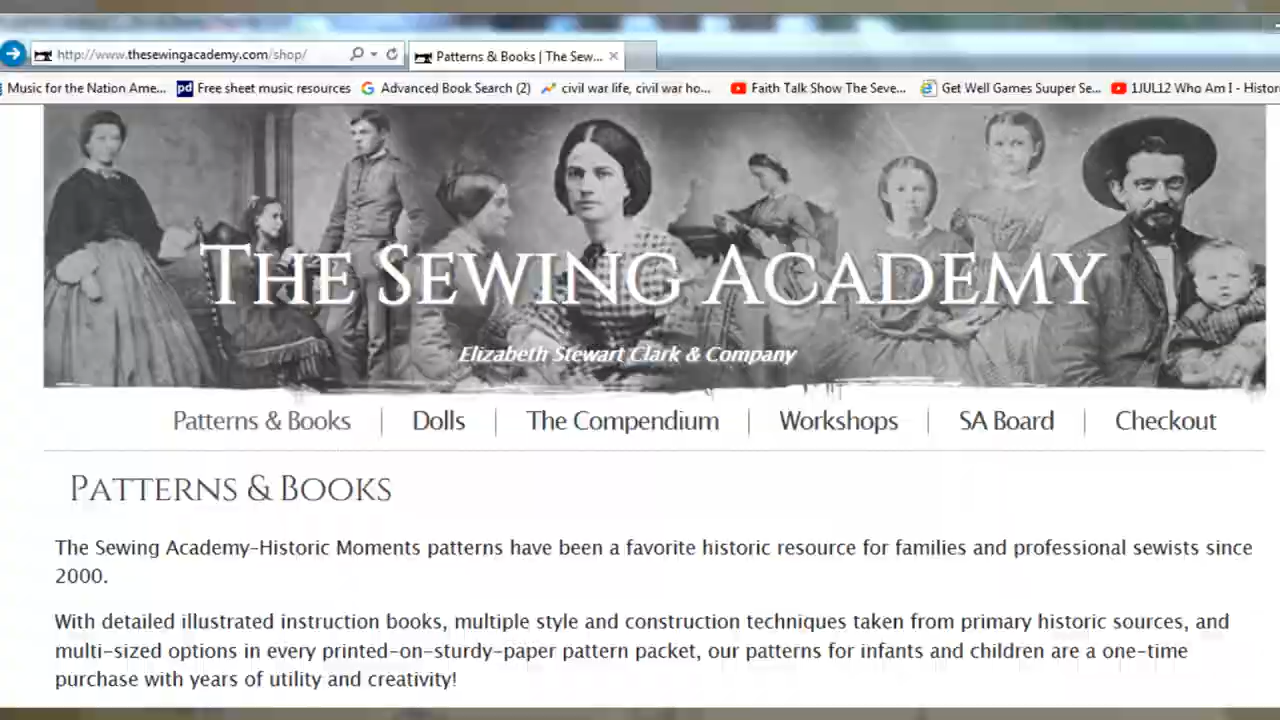 http://www.thesewingacademy.com/shop/
Patterns & Books | The Sew...
Music for the Nation Ame...
pd Free sheet music resources
Advanced Book Search (2)
civil war life, civil war ho...
Faith Talk Show The Seve...
Get Well Games Suuper Se...
1JUL12 Who Am I - Histor
THE SEWING ACADEMY
Elizabeth Stewart Clark & Company
Patterns & Books | Dolls | The Compendium | Workshops | SA Board | Checkout
PATTERNS & BOOKS
The Sewing Academy-Historic Moments patterns have been a favorite historic resource for families and professional sewists since
2000.
With detailed illustrated instruction books, multiple style and construction techniques taken from primary historic sources, and
multi-sized options in every printed-on-sturdy-paper pattern packet, our patterns for infants and children are a one-time
purchase with years of utility and creativity!